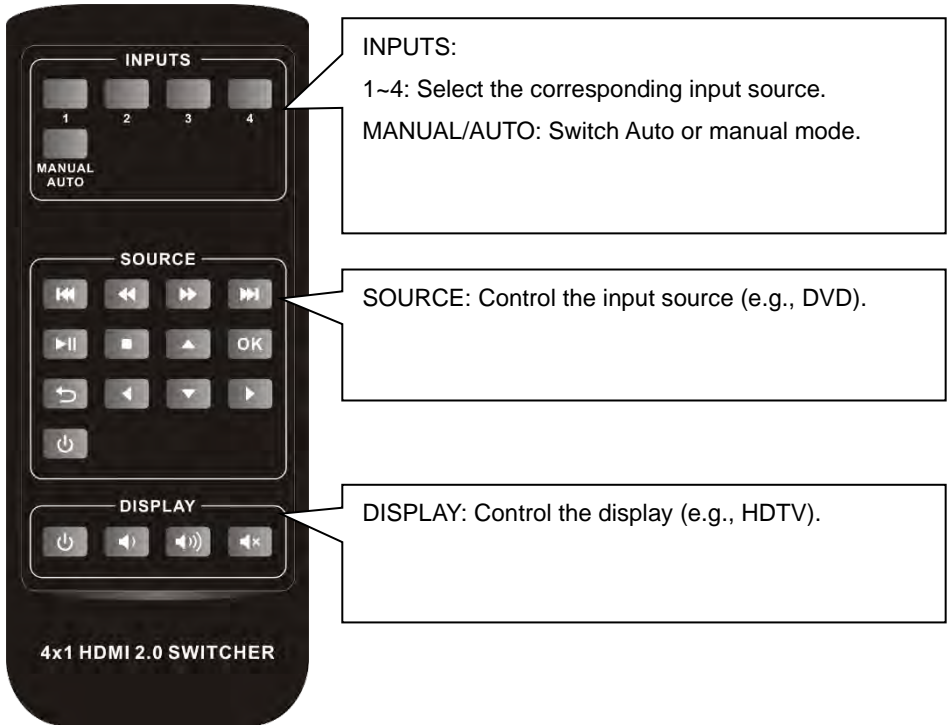 INPUTS
1 2 3 4
MANUAL
AUTO
SOURCE
OK
DISPLAY
4x1 HDMI 2.0 SWITCHER
INPUTS:
1~4: Select the corresponding input source.
MANUAL/AUTO: Switch Auto or manual mode.
SOURCE: Control the input source (e.g., DVD).
DISPLAY: Control the display (e.g., HDTV).